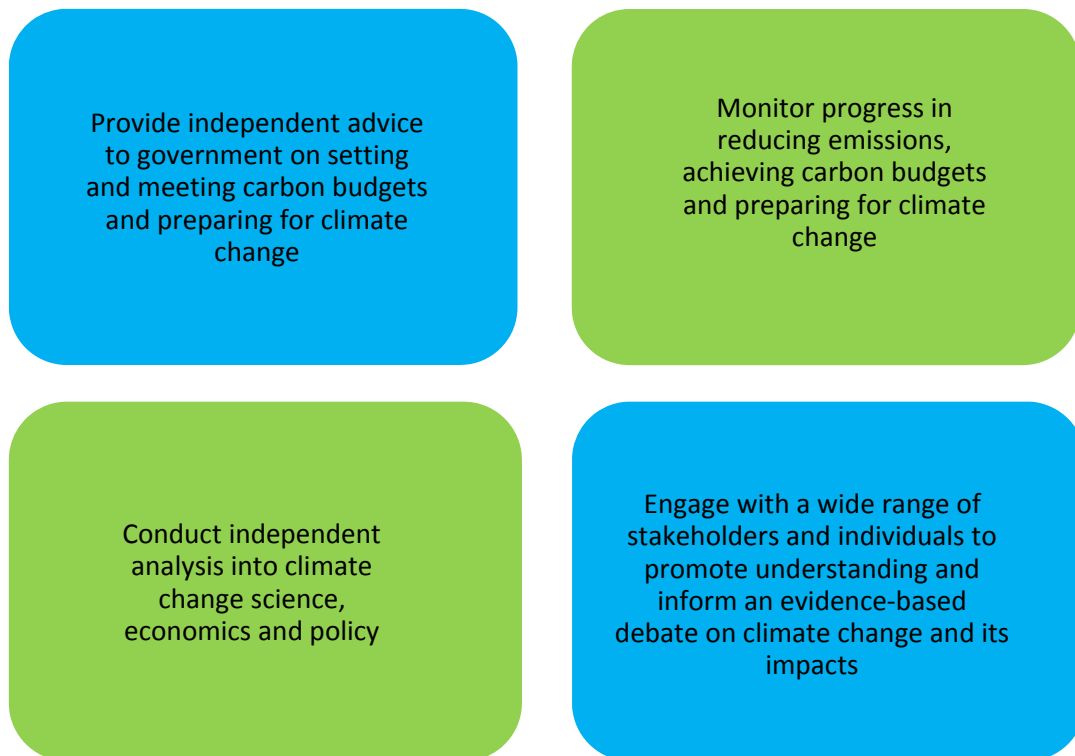 Provide independent advice
to government on setting
and meeting carbon budgets
and preparing for climate
change
Monitor progress in
reducing emissions,
achieving carbon budgets
and preparing for climate
change
Conduct independent
analysis into climate
change science,
economics and policy
Engage with a wide range of
stakeholders and individuals to
promote understanding and
inform an evidence-based
debate on climate change and its
impacts